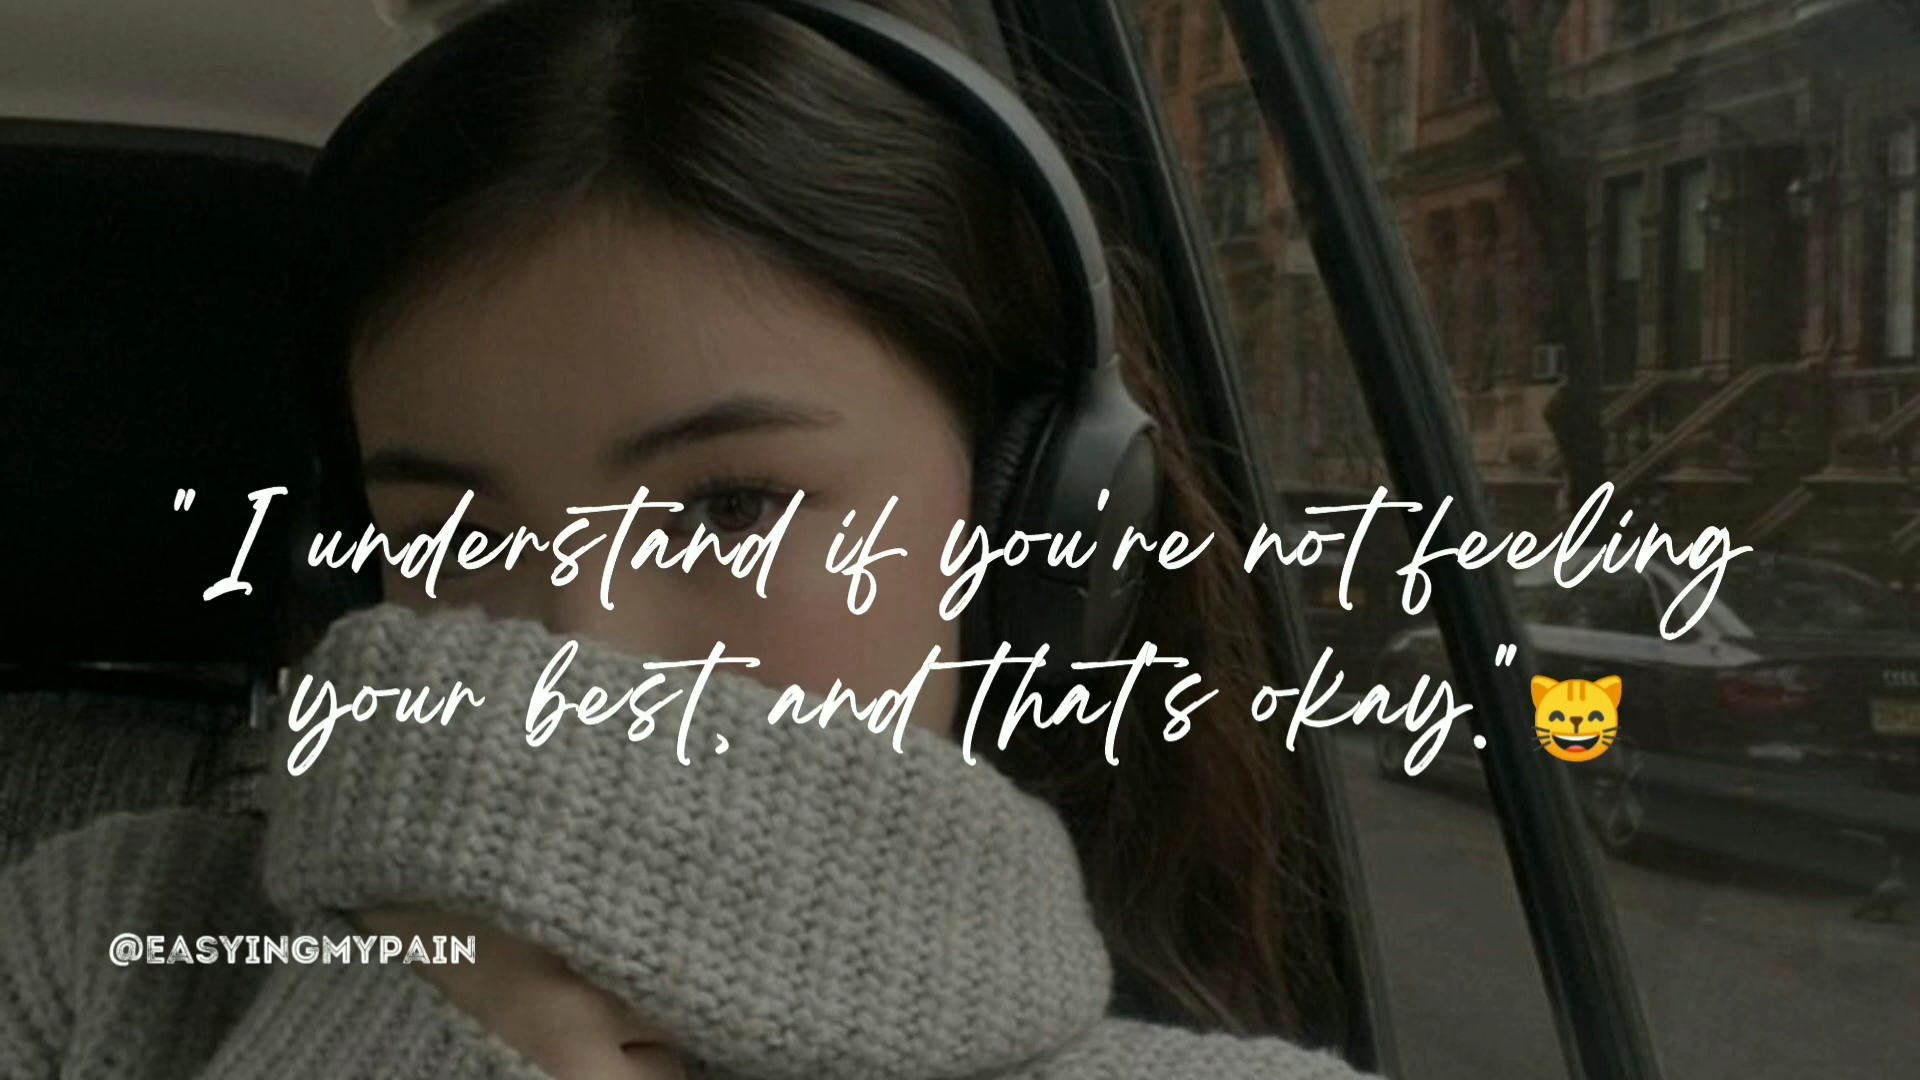 " I understand if you're not feeling
your best, and that's okay."😸
@EASYINGMYPAIN